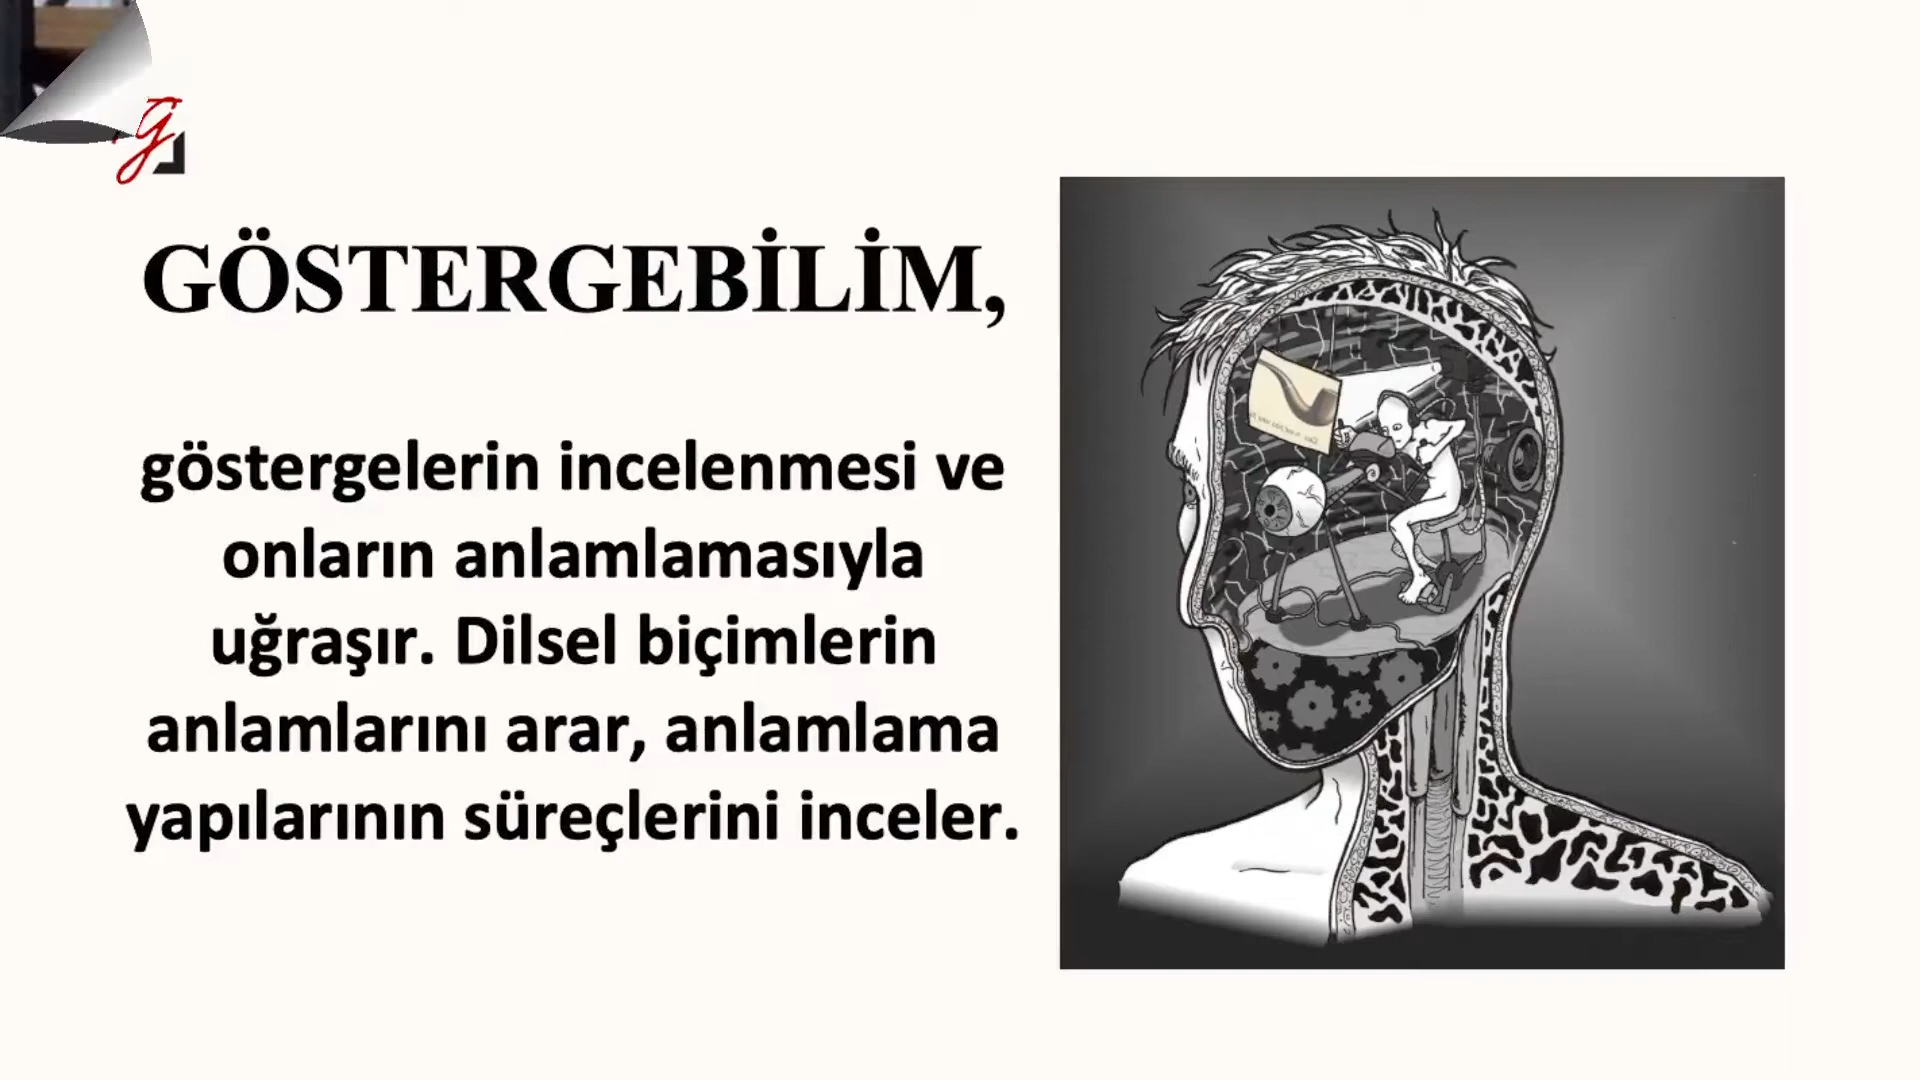 GÖSTERGEBİLİM,
göstergelerin incelenmesi ve
onların anlamlamasıyla
uğraşır. Dilsel biçimlerin
anlamlarını arar, anlamlama
yapılarının süreçlerini inceler.